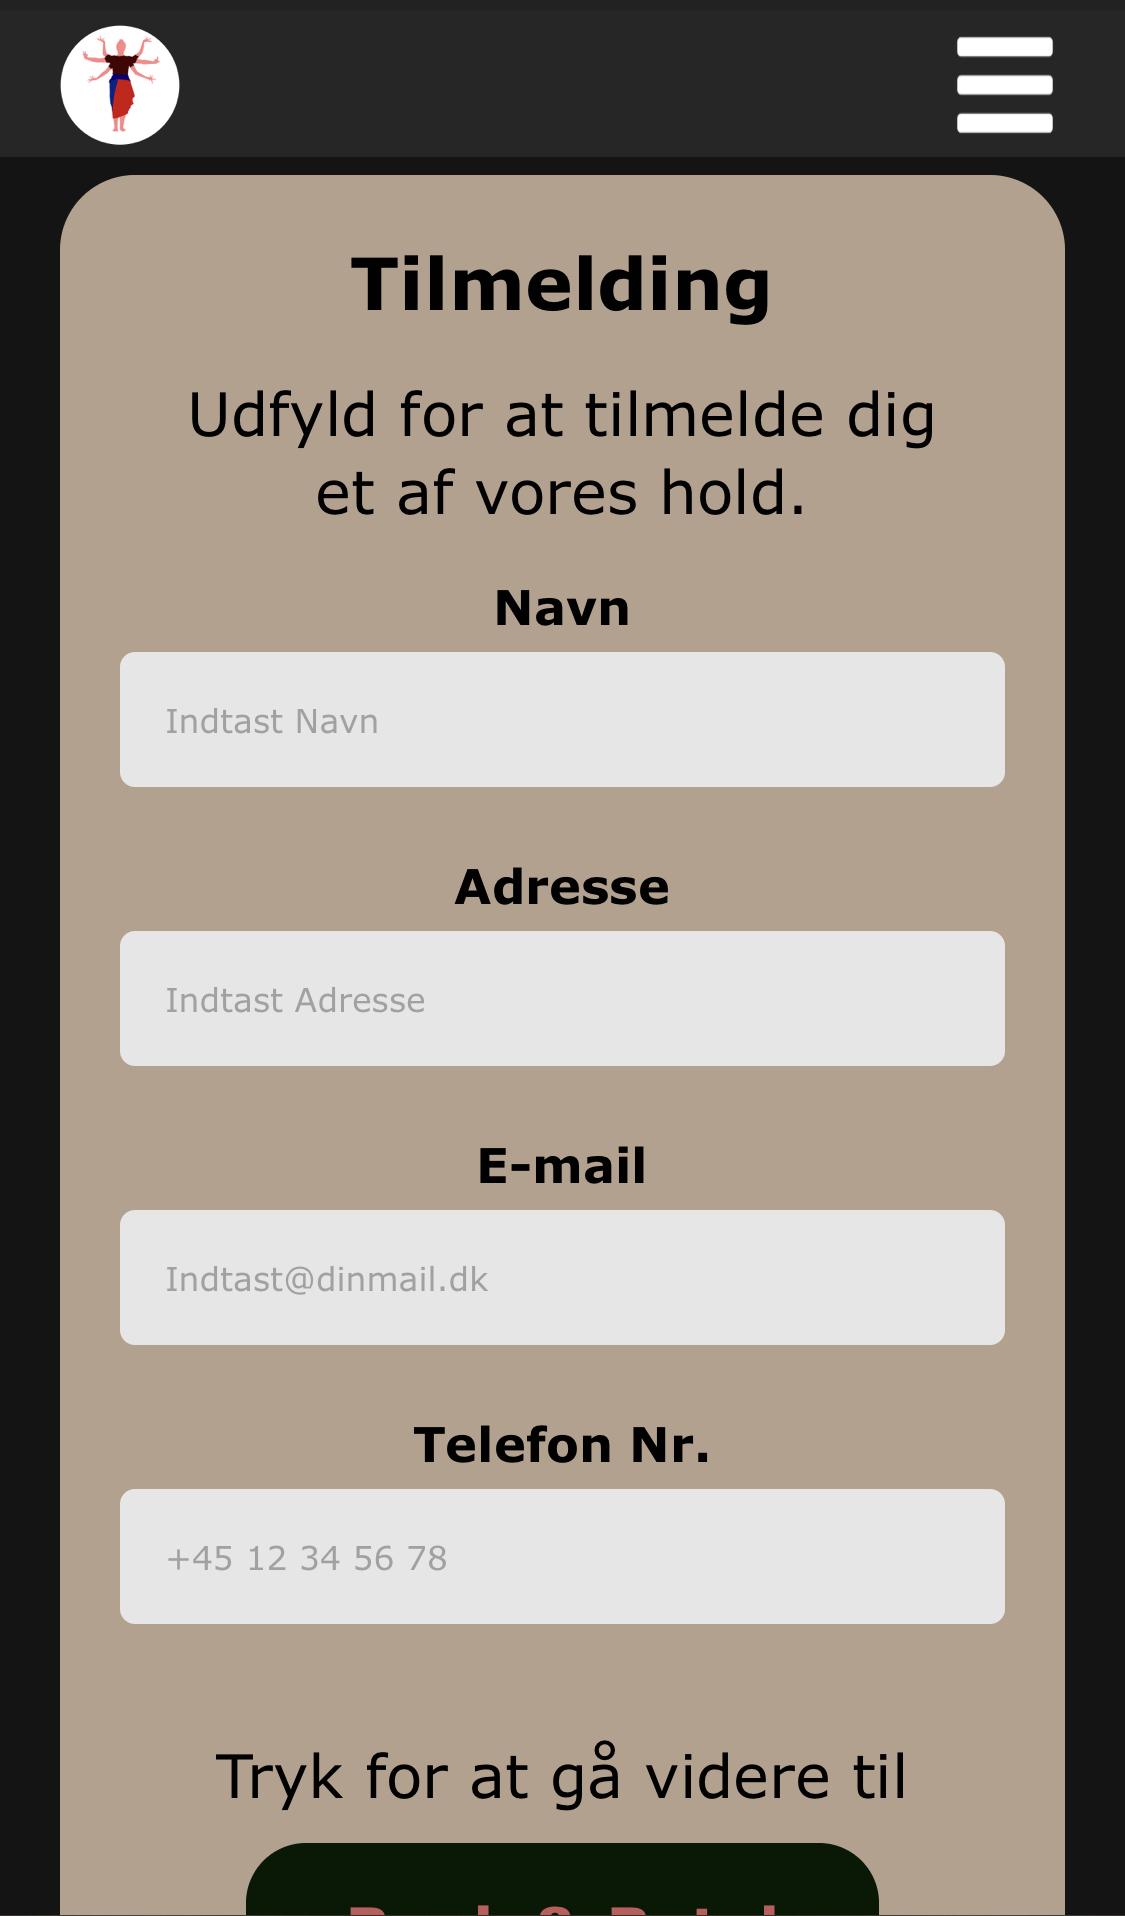 Tilmelding
Udfyld for at tilmelde dig
et af vores hold.
Navn
Indtast Navn
Adresse
Indtast Adresse
E-mail
Indtast@dinmail.dk
Telefon Nr.
+45 12 34 56 78
Tryk for at gå videre til